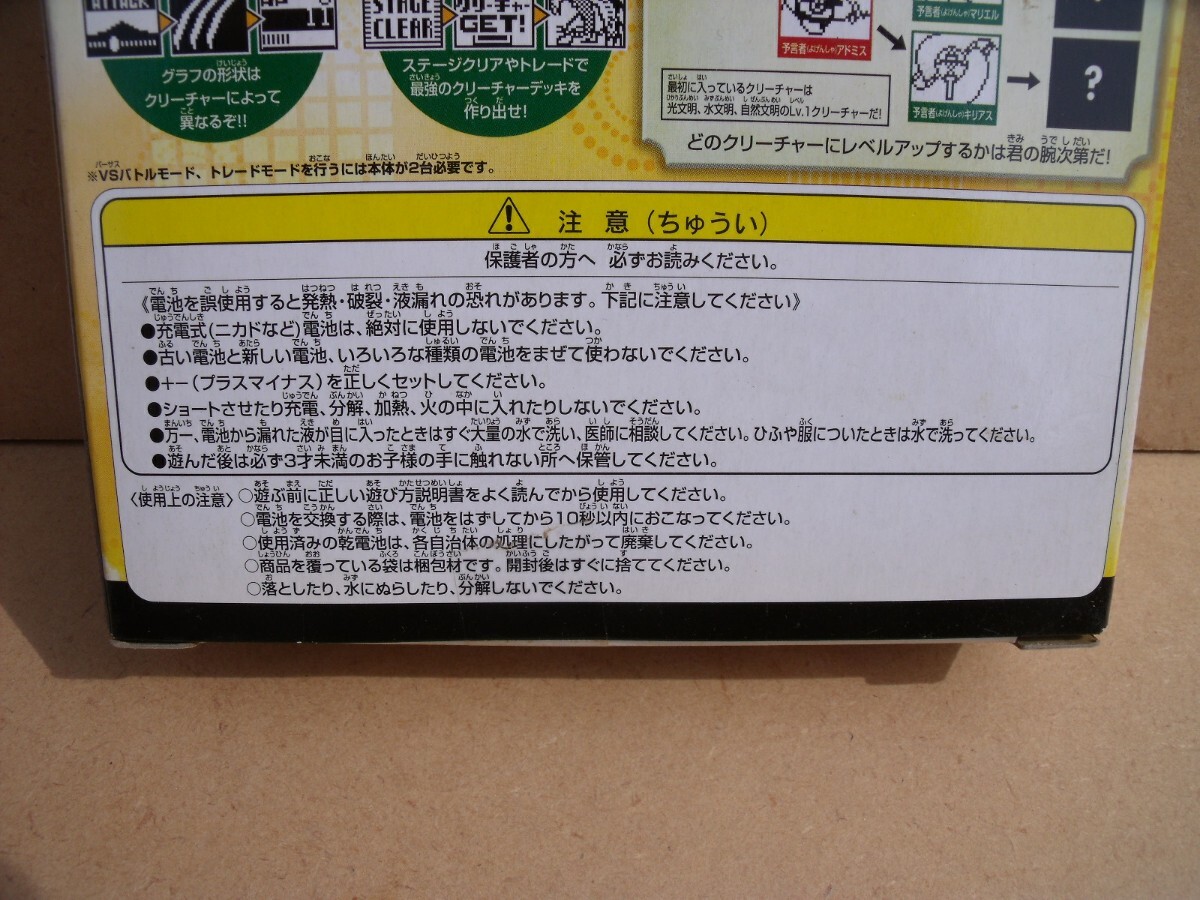 ATTACK
11
グラフの形状は
クリーチャーによって
異なるぞ!!
STAGE
CLEAR
クリーチャー
GET!
ステージクリアやトレードで
最強のクリーチャーデッキを
作り出せ!
予言者(よげんしゃ)マリエル
予言者(よげんしゃ)アドミス
予言者(よげんしゃ)キリアス
?
最初に入っているクリーチャーは
光文明、水文明、自然文明のLv.1クリーチャーだ!
どのクリーチャーにレベルアップするかは君の腕次第だ!
※VSバトルモード、トレードモードを行うには本体が2台必要です。
注 意(ちゅうい)
保護者の方へ 必ずお読みください。
《電池を誤使用すると発熱・破裂・液漏れの恐れがあります。下記に注意してください》
●充電式(ニカドなど)電池は、絶対に使用しないでください。
●古い電池と新しい電池、いろいろな種類の電池をまぜて使わないでください。
●+−(プラスマイナス)を正しくセットしてください。
●ショートさせたり充電、分解、加熱、火の中に入れたりしないでください。
●万一、電池から漏れた液が目に入ったときはすぐ大量の水で洗い、医師に相談してください。ひふや服についたときは水で洗ってください。
●遊んだ後は必ず3才未満のお子様の手に触れない所へ保管してください。
〈使用上の注意〉○遊ぶ前に正しい遊び方説明書をよく読んでから使用してください。
○電池を交換する際は、電池をはずしてから10秒以内におこなってください。
○使用済みの乾電池は、各自治体の処理にしたがって廃棄してください。
○商品を覆っている袋は梱包材です。開封後はすぐに捨ててください。
○落としたり、水にぬらしたり、分解しないでください。